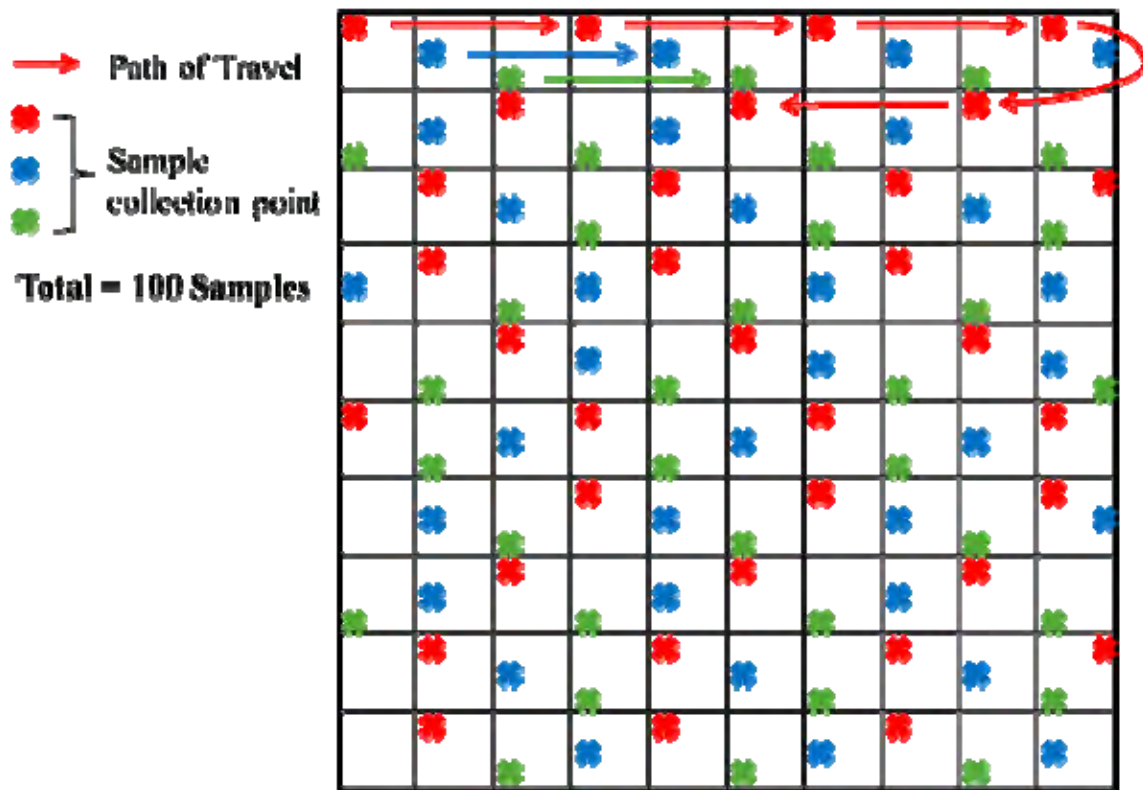 Path of Travel
Sample
collection point
Total = 100 Samples